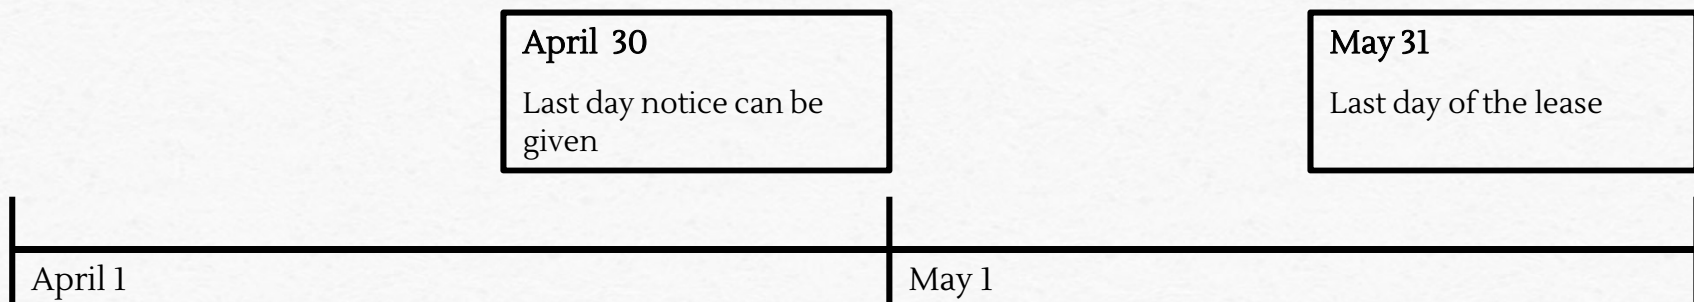 April 30
Last day notice can be
given
May 31
Last day of the lease
April 1
May 1